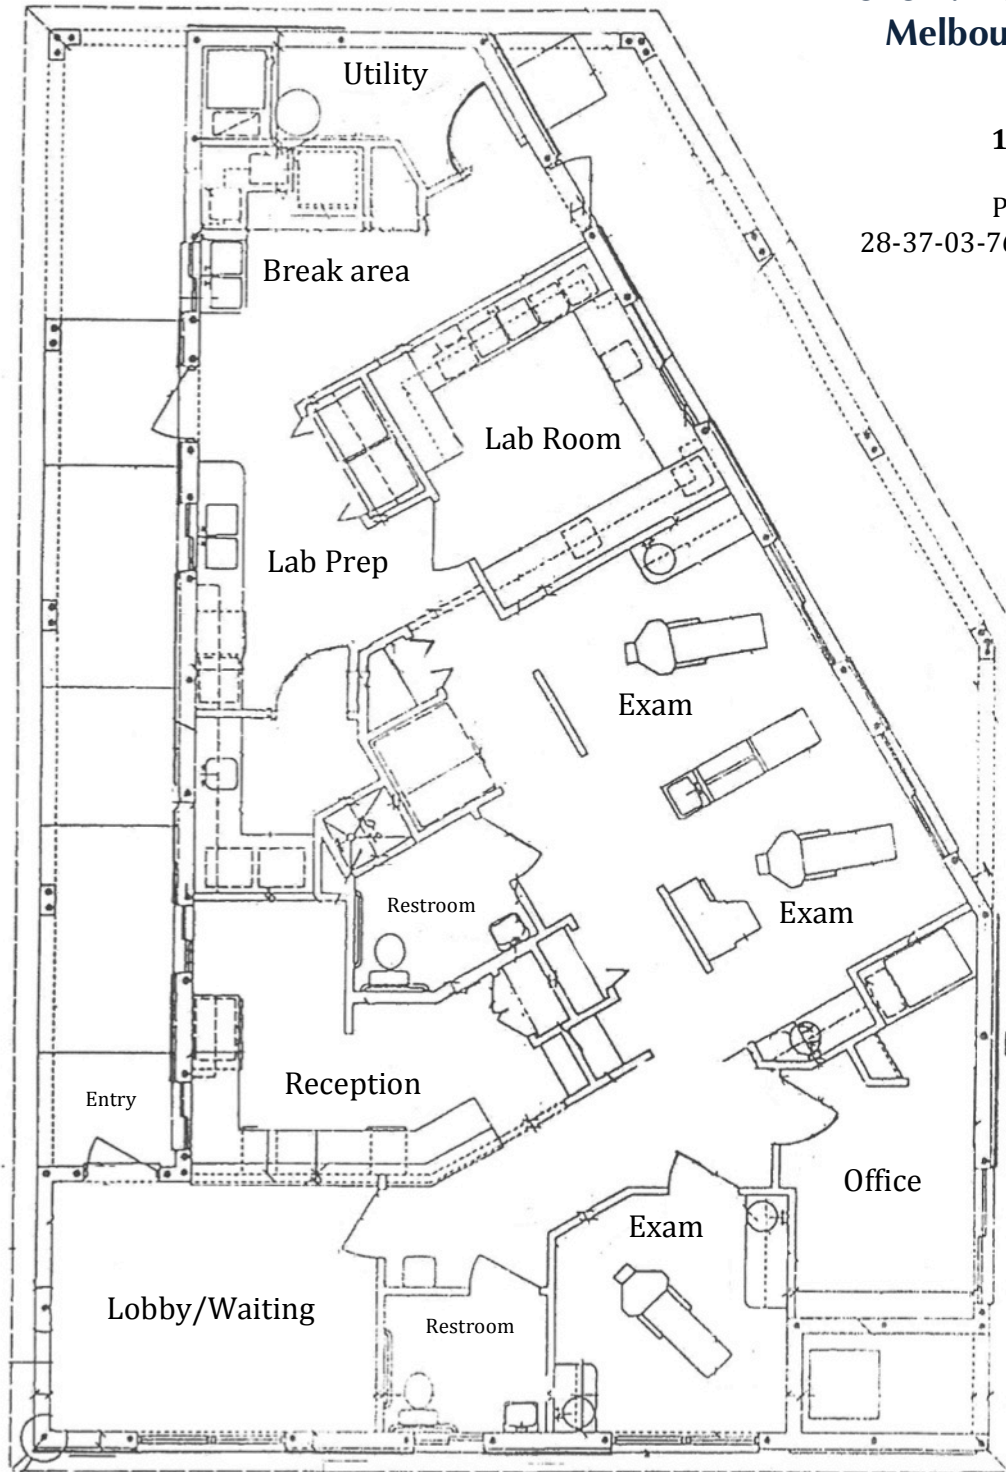 Melbou
1
P
28-37-03-7
Utility
Break area
Lab Room
Lab Prep
Exam
Exam
Restroom
Reception
Entry
Office
Exam
Lobby/Waiting
Restroom